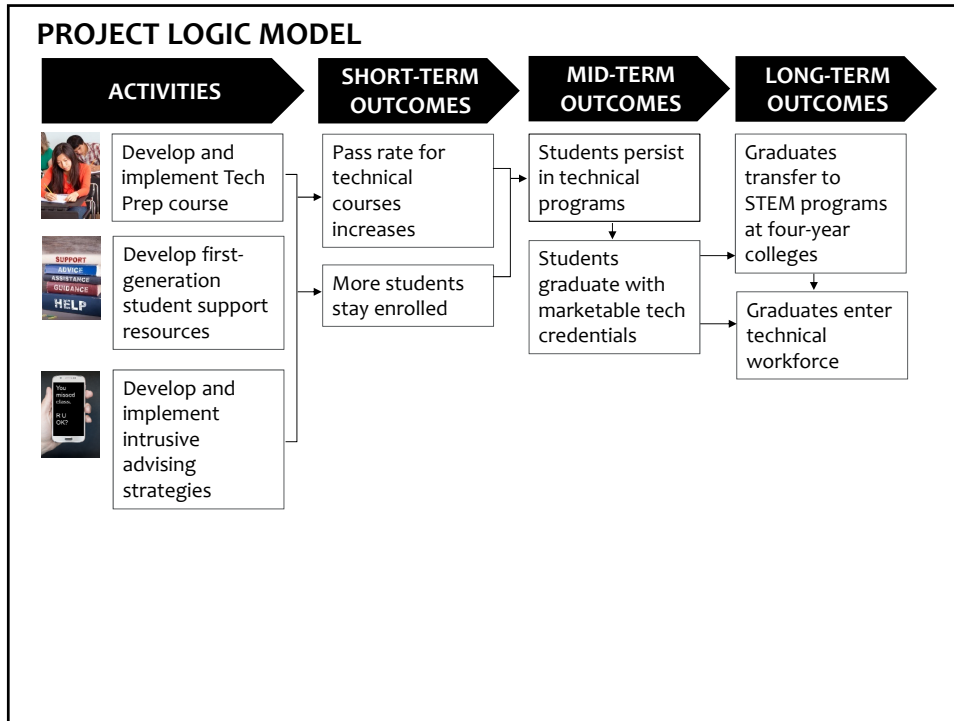 PROJECT LOGIC MODEL
ACTIVITIES
SHORT-TERM
OUTCOMES
MID-TERM
OUTCOMES
LONG-TERM
OUTCOMES
Develop and
implement Tech
Prep course
SUPPORT
ADVICE
ASSISTANCE
GUIDANCE
HELP
Develop first-
generation
student support
resources
You
missed
class.
R U
OK?
Develop and
implement
intrusive
advising
strategies
Pass rate for
technical
courses
increases
More students
stay enrolled
Students persist
in technical
programs
Students
graduate with
marketable tech
credentials
Graduates
transfer to
STEM programs
at four-year
colleges
Graduates enter
technical
workforce